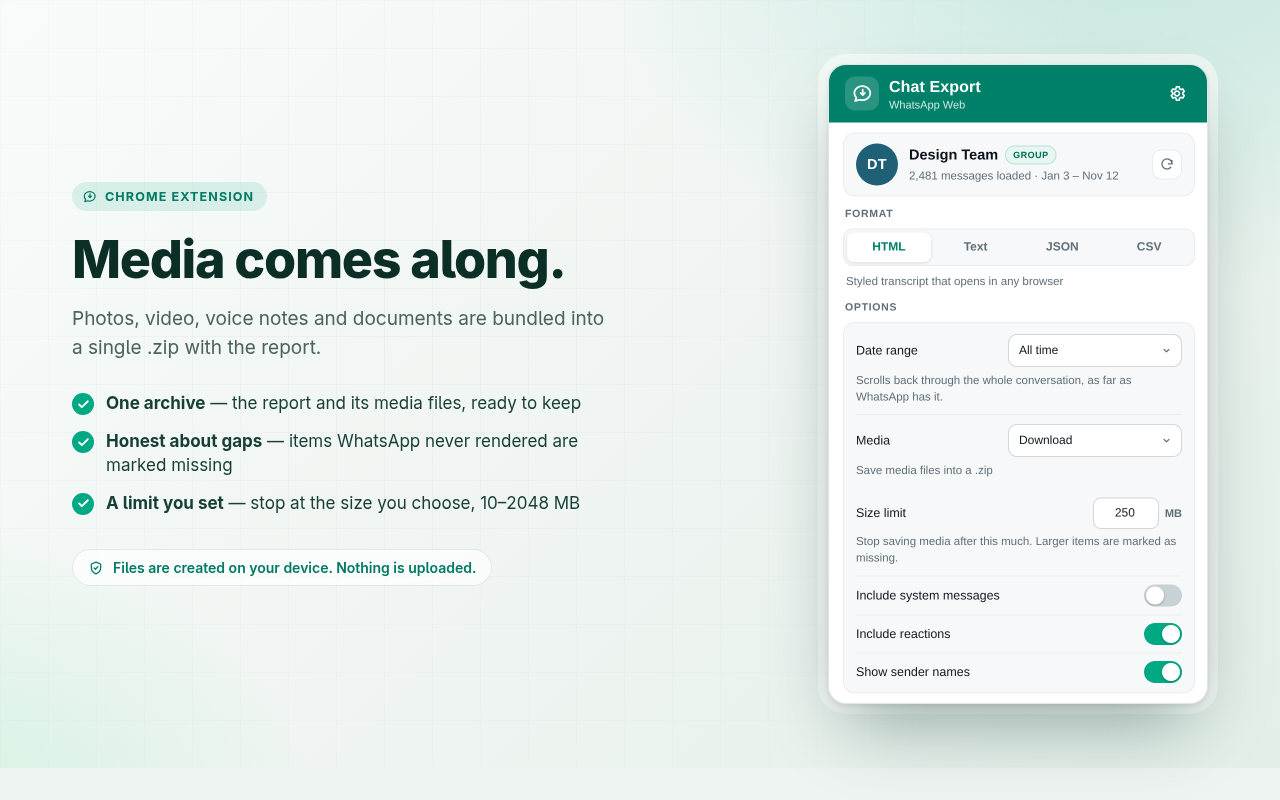 CHROME EXTENSION
Media comes along.
Photos, video, voice notes and documents are bundled into
a single .zip with the report.
One archive — the report and its media files, ready to keep
Honest about gaps — items WhatsApp never rendered are
marked missing
A limit you set — stop at the size you choose, 10–2048 MB
Files are created on your device. Nothing is uploaded.
Chat Export
WhatsApp Web
DT
Design Team GROUP
2,481 messages loaded · Jan 3 – Nov 12
FORMAT
HTML Text JSON CSV
Styled transcript that opens in any browser
OPTIONS
Date range All time
Scrolls back through the whole conversation, as far as
WhatsApp has it.
Media Download
Save media files into a .zip
Size limit 250 MB
Stop saving media after this much. Larger items are marked as
missing.
Include system messages
Include reactions
Show sender names